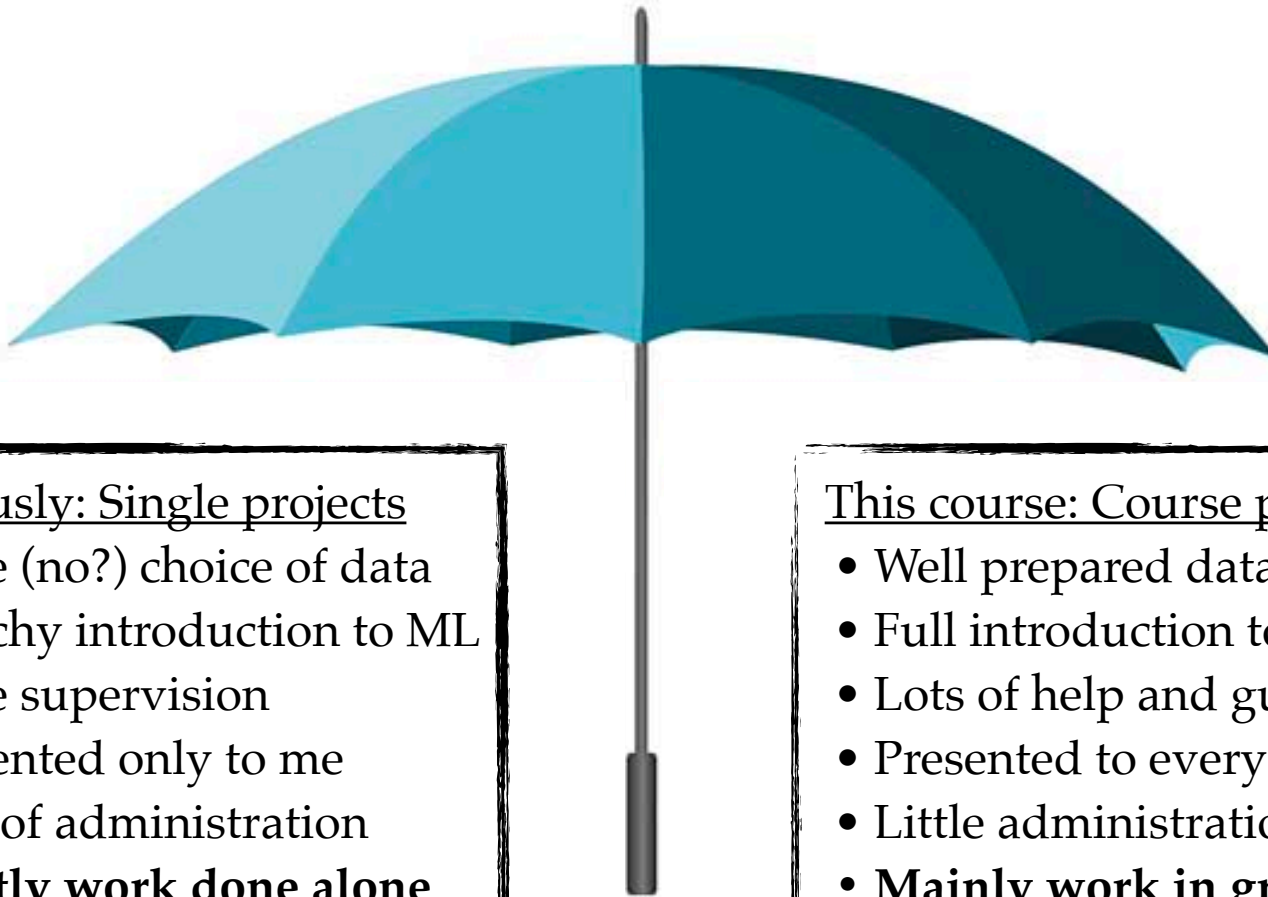 usly: Single projects
e (no?) choice of data
chy introduction to ML
e supervision
ented only to me
of administration
tly work done alone
This course: Course p
• Well prepared data
• Full introduction to
• Lots of help and gu
• Presented to every
• Little administratio
• Mainly work in gr